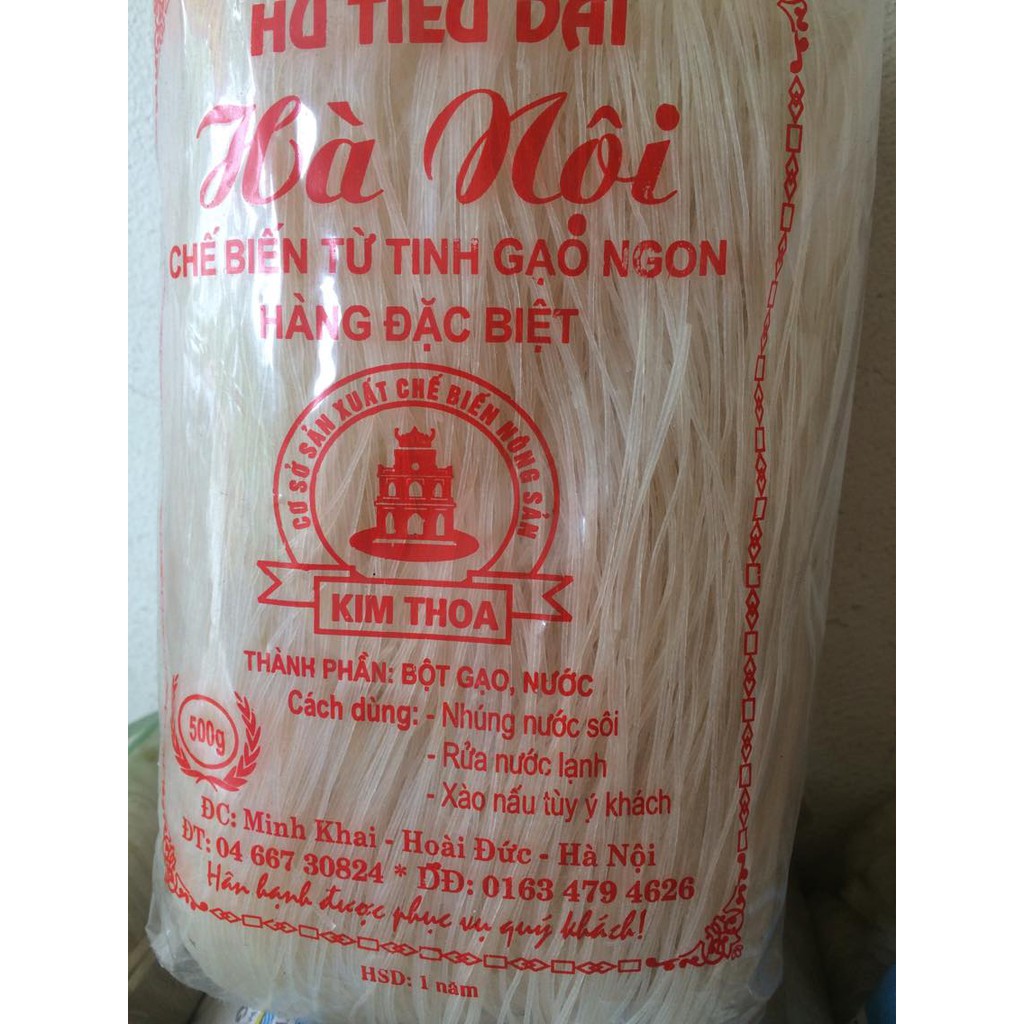 HỦ TIẾU DAI
Hà Nội
CHẾ BIẾN TỪ TINH GẠO NGON
HÀNG ĐẶC BIỆT
CƠ SỞ SẢN XUẤT CHẾ BIẾN NÔNG SẢN
KIM THOA
THÀNH PHẦN: BỘT GẠO, NƯỚC
500g
Cách dùng: - Nhúng nước sôi
- Rửa nước lạnh
- Xào nấu tùy ý khách
ĐC: Minh Khai - Hoài Đức - Hà Nội
ĐT: 04 667 30824 * DĐ: 0163 479 4626
Hân hạnh được phục vụ quý khách!
HSD: 1 năm